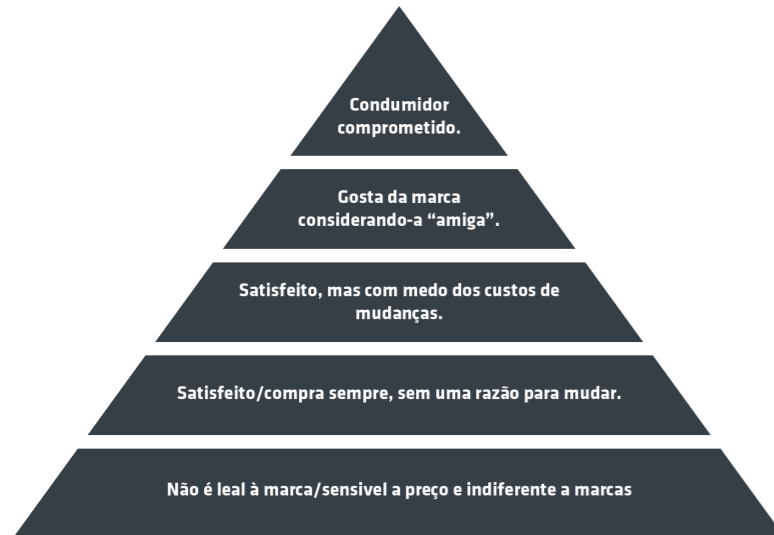 Condumidor
comprometido.
Gosta da marca
considerando-a “amiga”.
Satisfeito, mas com medo dos custos de
mudanças.
Satisfeito/compra sempre, sem uma razão para mudar.
Não é leal à marca/sensivel a preço e indiferente a marcas